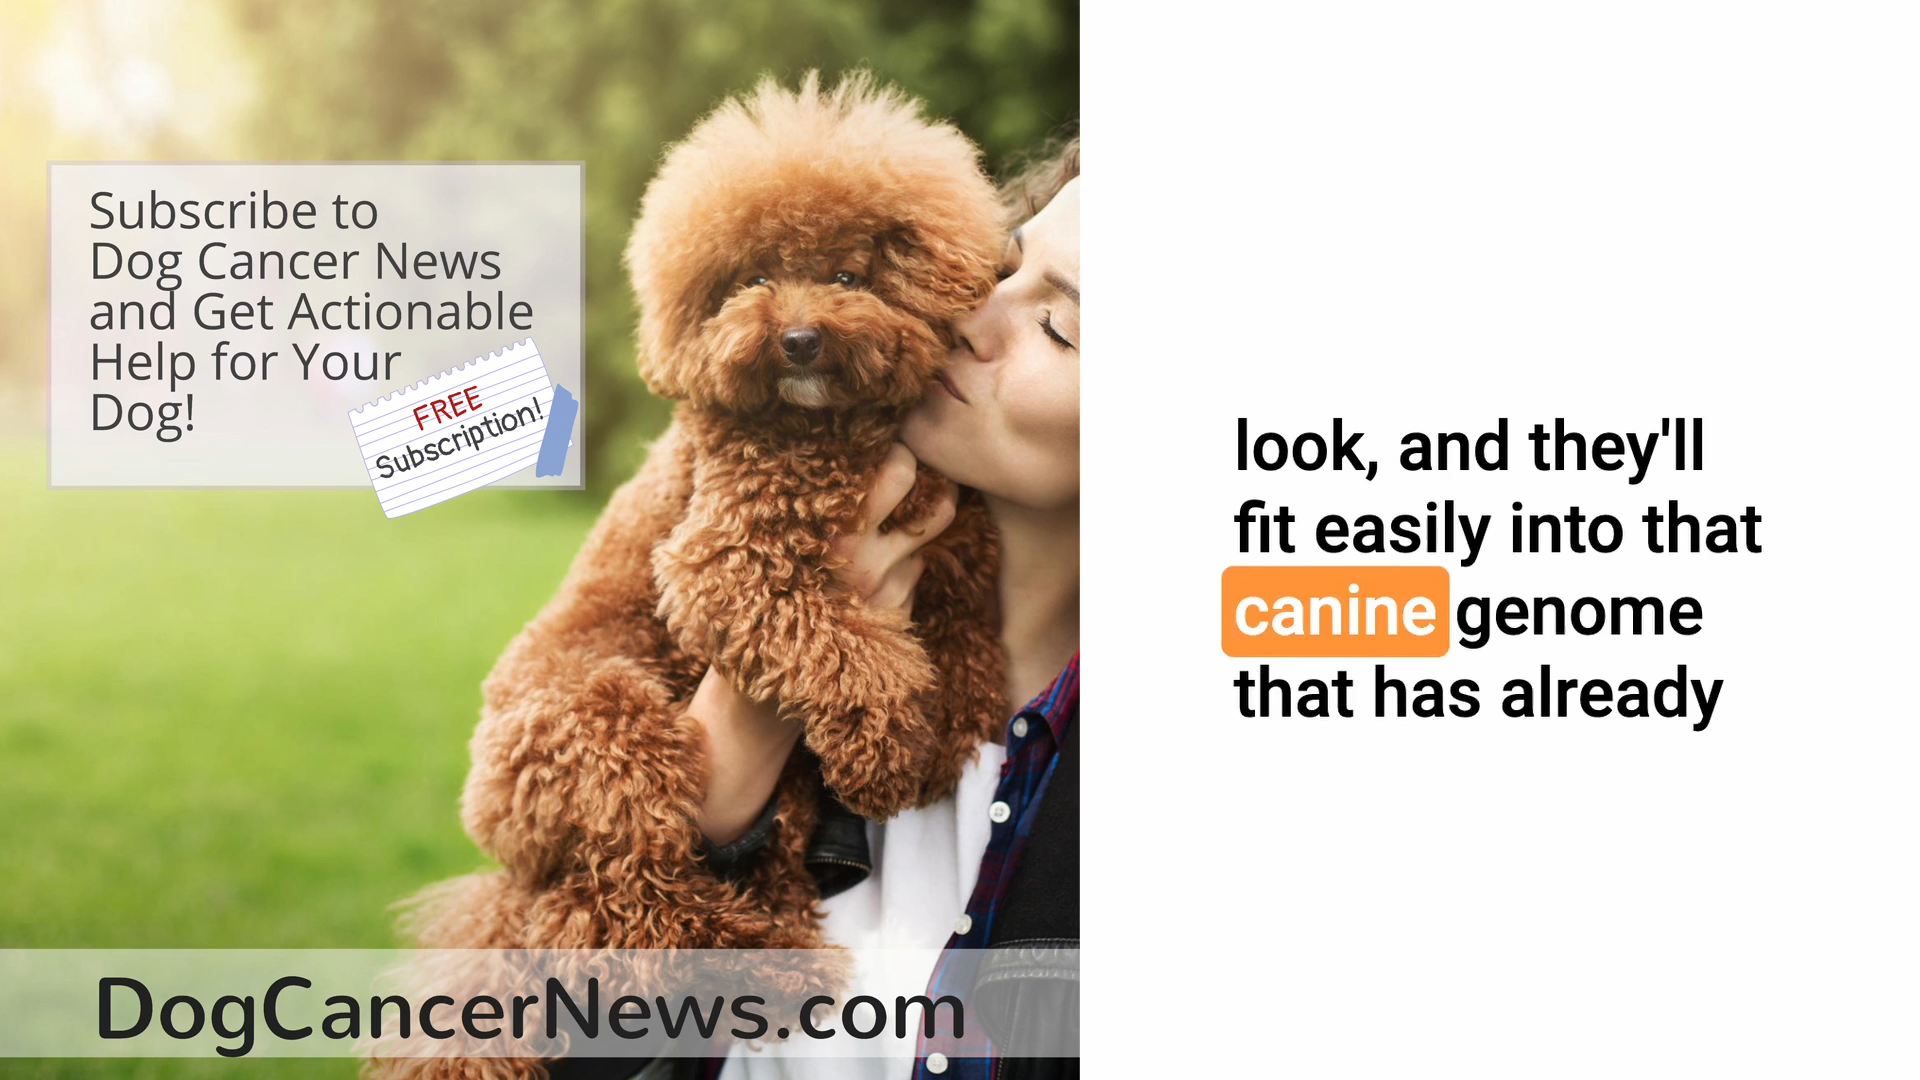 Subscribe to
Dog Cancer News
and Get Actionable
Help for Your
Dog!
FREE
Subscription!
DogCancerNews.com
look, and they'll
fit easily into that
canine genome
that has already